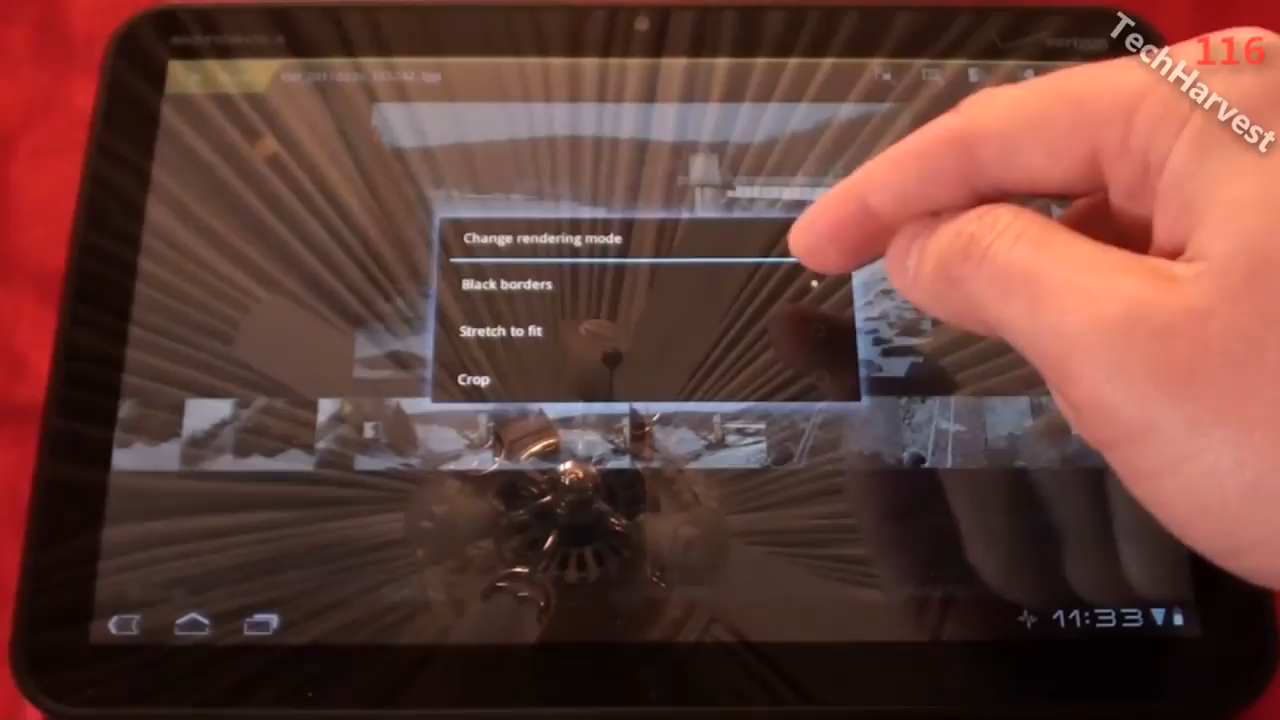 116
TechHarvest
Change rendering mode
Black borders
Stretch to fit
Crop
11:33